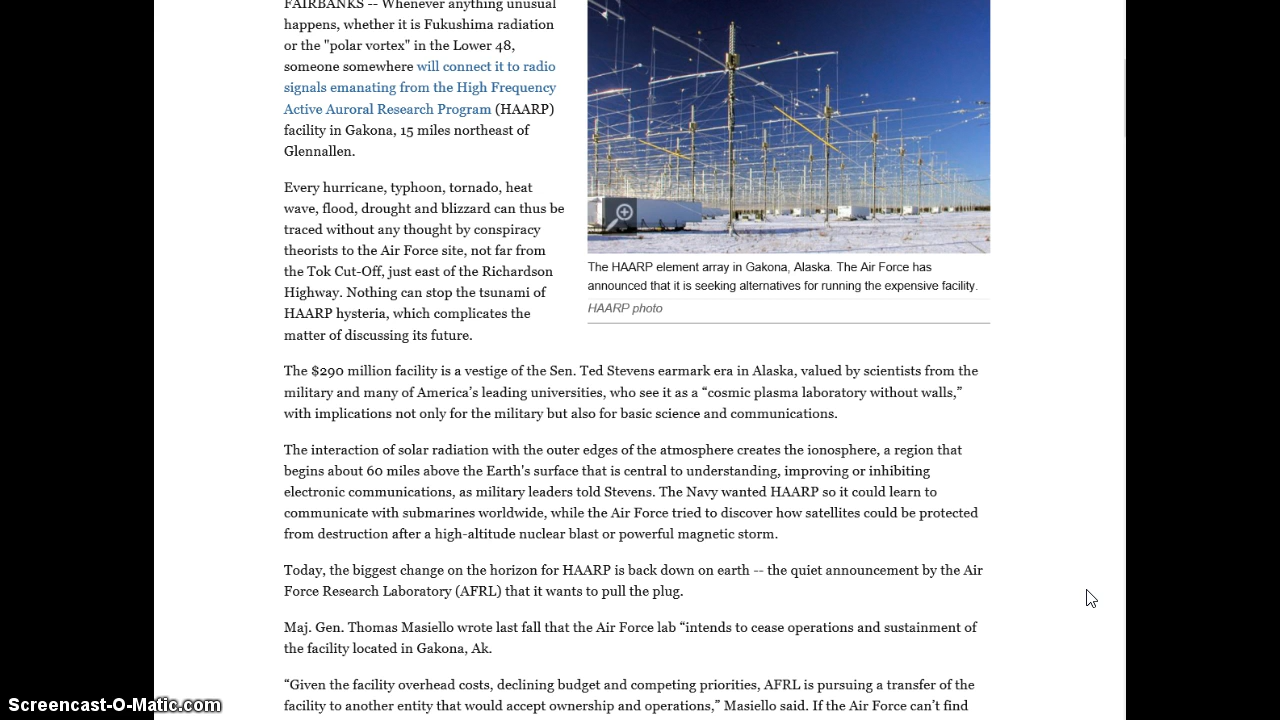 FAIRBANKS -- Whenever anything unusual
happens, whether it is Fukushima radiation
or the "polar vortex" in the Lower 48,
someone somewhere will connect it to radio
signals emanating from the High Frequency
Active Auroral Research Program (HAARP)
facility in Gakona, 15 miles northeast of
Glennallen.
Every hurricane, typhoon, tornado, heat
wave, flood, drought and blizzard can thus be
traced without any thought by conspiracy
theorists to the Air Force site, not far from
the Tok Cut-Off, just east of the Richardson
Highway. Nothing can stop the tsunami of
HAARP hysteria, which complicates the
matter of discussing its future.
The HAARP element array in Gakona, Alaska. The Air Force has
announced that it is seeking alternatives for running the expensive facility.
HAARP photo
The $290 million facility is a vestige of the Sen. Ted Stevens earmark era in Alaska, valued by scientists from the
military and many of America’s leading universities, who see it as a “cosmic plasma laboratory without walls,”
with implications not only for the military but also for basic science and communications.
The interaction of solar radiation with the outer edges of the atmosphere creates the ionosphere, a region that
begins about 60 miles above the Earth's surface that is central to understanding, improving or inhibiting
electronic communications, as military leaders told Stevens. The Navy wanted HAARP so it could learn to
communicate with submarines worldwide, while the Air Force tried to discover how satellites could be protected
from destruction after a high-altitude nuclear blast or powerful magnetic storm.
Today, the biggest change on the horizon for HAARP is back down on earth -- the quiet announcement by the Air
Force Research Laboratory (AFRL) that it wants to pull the plug.
Maj. Gen. Thomas Masiello wrote last fall that the Air Force lab “intends to cease operations and sustainment of
the facility located in Gakona, Ak.
“Given the facility overhead costs, declining budget and competing priorities, AFRL is pursuing a transfer of the
facility to another entity that would accept ownership and operations,” Masiello said. If the Air Force can’t find
Screencast-O-Matic.com